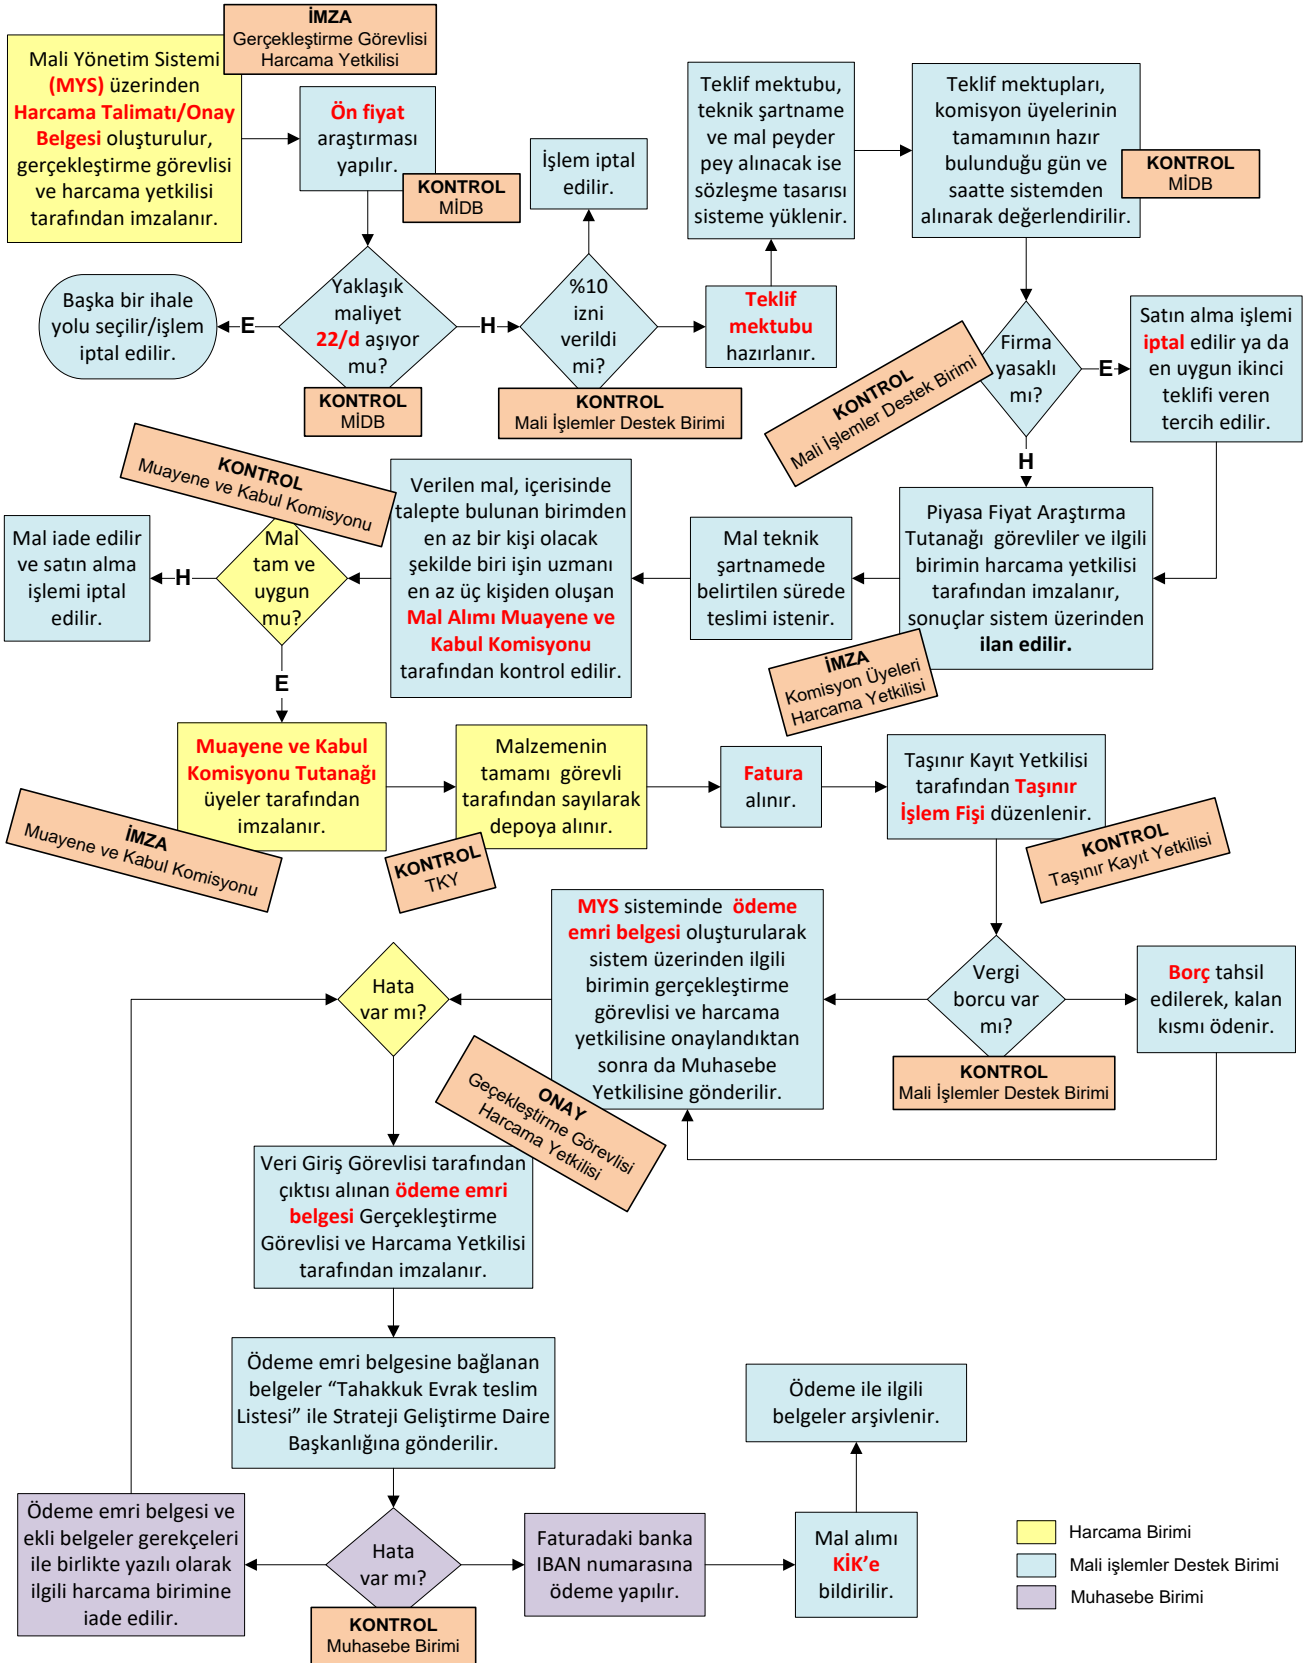 İMZA
Gerçekleştirme Görevlisi
Harcama Yetkilisi
Mali Yönetim Sistemi
(MYS) üzerinden
Harcama Talimatı/Onay
Belgesi oluşturulur,
gerçekleştirme görevlisi
ve harcama yetkilisi
tarafından imzalanır.
Ön fiyat
araştırması
yapılır.
KONTROL
MİDB
İşlem iptal
edilir.
Teklif mektubu,
teknik şartname
ve mal peyder
pey alınacak ise
sözleşme tasarısı
sisteme yüklenir.
Teklif mektupları,
komisyon üyelerinin
tamamının hazır
bulunduğu gün ve
saatte sistemden
alınarak değerlendirilir.
KONTROL
MİDB
Başka bir ihale
yolu seçilir/işlem
iptal edilir.
E
Yaklaşık
maliyet
22/d aşıyor
mu?
KONTROL
MİDB
H
%10
izni
verildi
mi?
KONTROL
Mali İşlemler Destek Birimi
Teklif
mektubu
hazırlanır.
Firma
yasaklı
mı?
KONTROL
Mali İşlemler Destek Birimi
E
H
Satın alma işlemi
iptal edilir ya da
en uygun ikinci
teklifi veren
tercih edilir.
Piyasa Fiyat Araştırma
Tutanağı görevliler ve ilgili
birimin harcama yetkilisi
tarafından imzalanır,
sonuçlar sistem üzerinden
ilan edilir.
İMZA
Komisyon Üyeleri
Harcama Yetkilisi
Mal teknik
şartnamede
belirtilen sürede
teslimi istenir.
Verilen mal, içerisinde
talepte bulunan birimden
en az bir kişi olacak
şekilde biri işin uzmanı
en az üç kişiden oluşan
Mal Alımı Muayene ve
Kabul Komisyonu
tarafından kontrol edilir.
KONTROL
Muayene ve Kabul Komisyonu
Mal
tam ve
uygun
mu?
H
Mal iade edilir
ve satın alma
işlemi iptal
edilir.
E
Muayene ve Kabul
Komisyonu Tutanağı
üyeler tarafından
imzalanır.
İMZA
Muayene ve Kabul Komisyonu
Malzemenin
tamamı görevli
tarafından sayılarak
depoya alınır.
KONTROL
TKY
Fatura
alınır.
Taşınır Kayıt Yetkilisi
tarafından Taşınır
İşlem Fişi düzenlenir.
KONTROL
Taşınır Kayıt Yetkilisi
Vergi
borcu var
mı?
KONTROL
Mali İşlemler Destek Birimi
Borç tahsil
edilerek, kalan
kısmı ödenir.
MYS sisteminde ödeme
emri belgesi oluşturularak
sistem üzerinden ilgili
birimin gerçekleştirme
görevlisi ve harcama
yetkilisine onaylandıktan
sonra da Muhasebe
Yetkilisine gönderilir.
ONAY
Geçekleştirme Görevlisi
Harcama Yetkilisi
Hata
var mı?
Veri Giriş Görevlisi tarafından
çıktısı alınan ödeme emri
belgesi Gerçekleştirme
Görevlisi ve Harcama Yetkilisi
tarafından imzalanır.
Ödeme emri belgesine bağlanan
belgeler “Tahakkuk Evrak teslim
Listesi” ile Strateji Geliştirme Daire
Başkanlığına gönderilir.
Hata
var mı?
KONTROL
Muhasebe Birimi
Ödeme emri belgesi ve
ekli belgeler gerekçeleri
ile birlikte yazılı olarak
ilgili harcama birimine
iade edilir.
Faturadaki banka
IBAN numarasına
ödeme yapılır.
Mal alımı
KİK’e
bildirilir.
Ödeme ile ilgili
belgeler arşivlenir.
Harcama Birimi
Mali işlemler Destek Birimi
Muhasebe Birimi